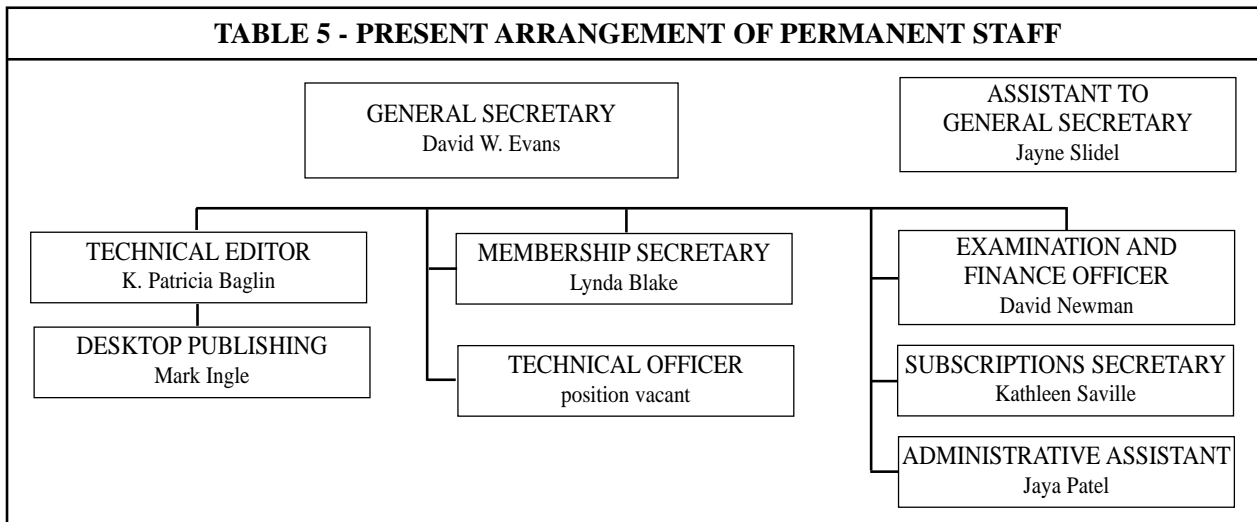 TABLE 5 - PRESENT ARRANGEMENT OF PERMANENT STAFF
GENERAL SECRETARY
David W. Evans
ASSISTANT TO
GENERAL SECRETARY
Jayne Slidel
TECHNICAL EDITOR
K. Patricia Baglin
DESKTOP PUBLISHING
Mark Ingle
MEMBERSHIP SECRETARY
Lynda Blake
TECHNICAL OFFICER
position vacant
EXAMINATION AND
FINANCE OFFICER
David Newman
SUBSCRIPTIONS SECRETARY
Kathleen Saville
ADMINISTRATIVE ASSISTANT
Jaya Patel